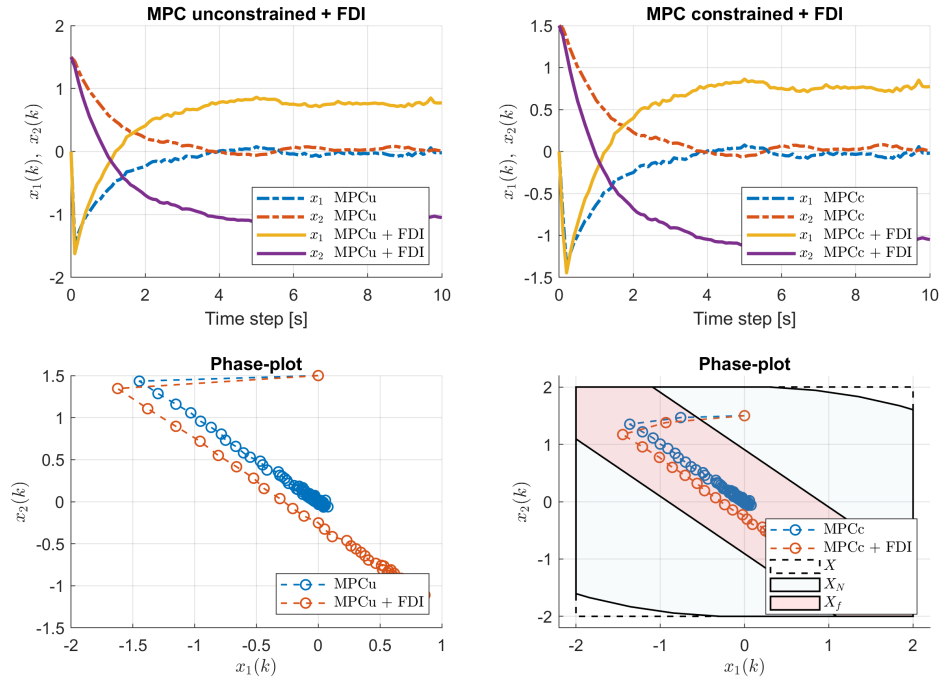 MPC unconstrained + FDI
2
1
0
-1
-2
x₁(k), x₂(k)
x₁ MPCu
x₂ MPCu
x₁ MPCu + FDI
x₂ MPCu + FDI
0 2 4 6 8 10
Time step [s]
MPC constrained + FDI
1.5
1
0.5
0
-0.5
-1
-1.5
x₁(k), x₂(k)
x₁ MPCc
x₂ MPCc
x₁ MPCc + FDI
x₂ MPCc + FDI
0 2 4 6 8 10
Time step [s]
Phase-plot
1.5
1
0.5
0
-0.5
-1
-1.5
x₂(k)
MPCu
MPCu + FDI
-2 -1.5 -1 -0.5 0 0.5 1
x₁(k)
Phase-plot
2
1
0
-1
-2
x₂(k)
MPCc
MPCc + FDI
X
X_N
X_f
-2 -1 0 1 2
x₁(k)